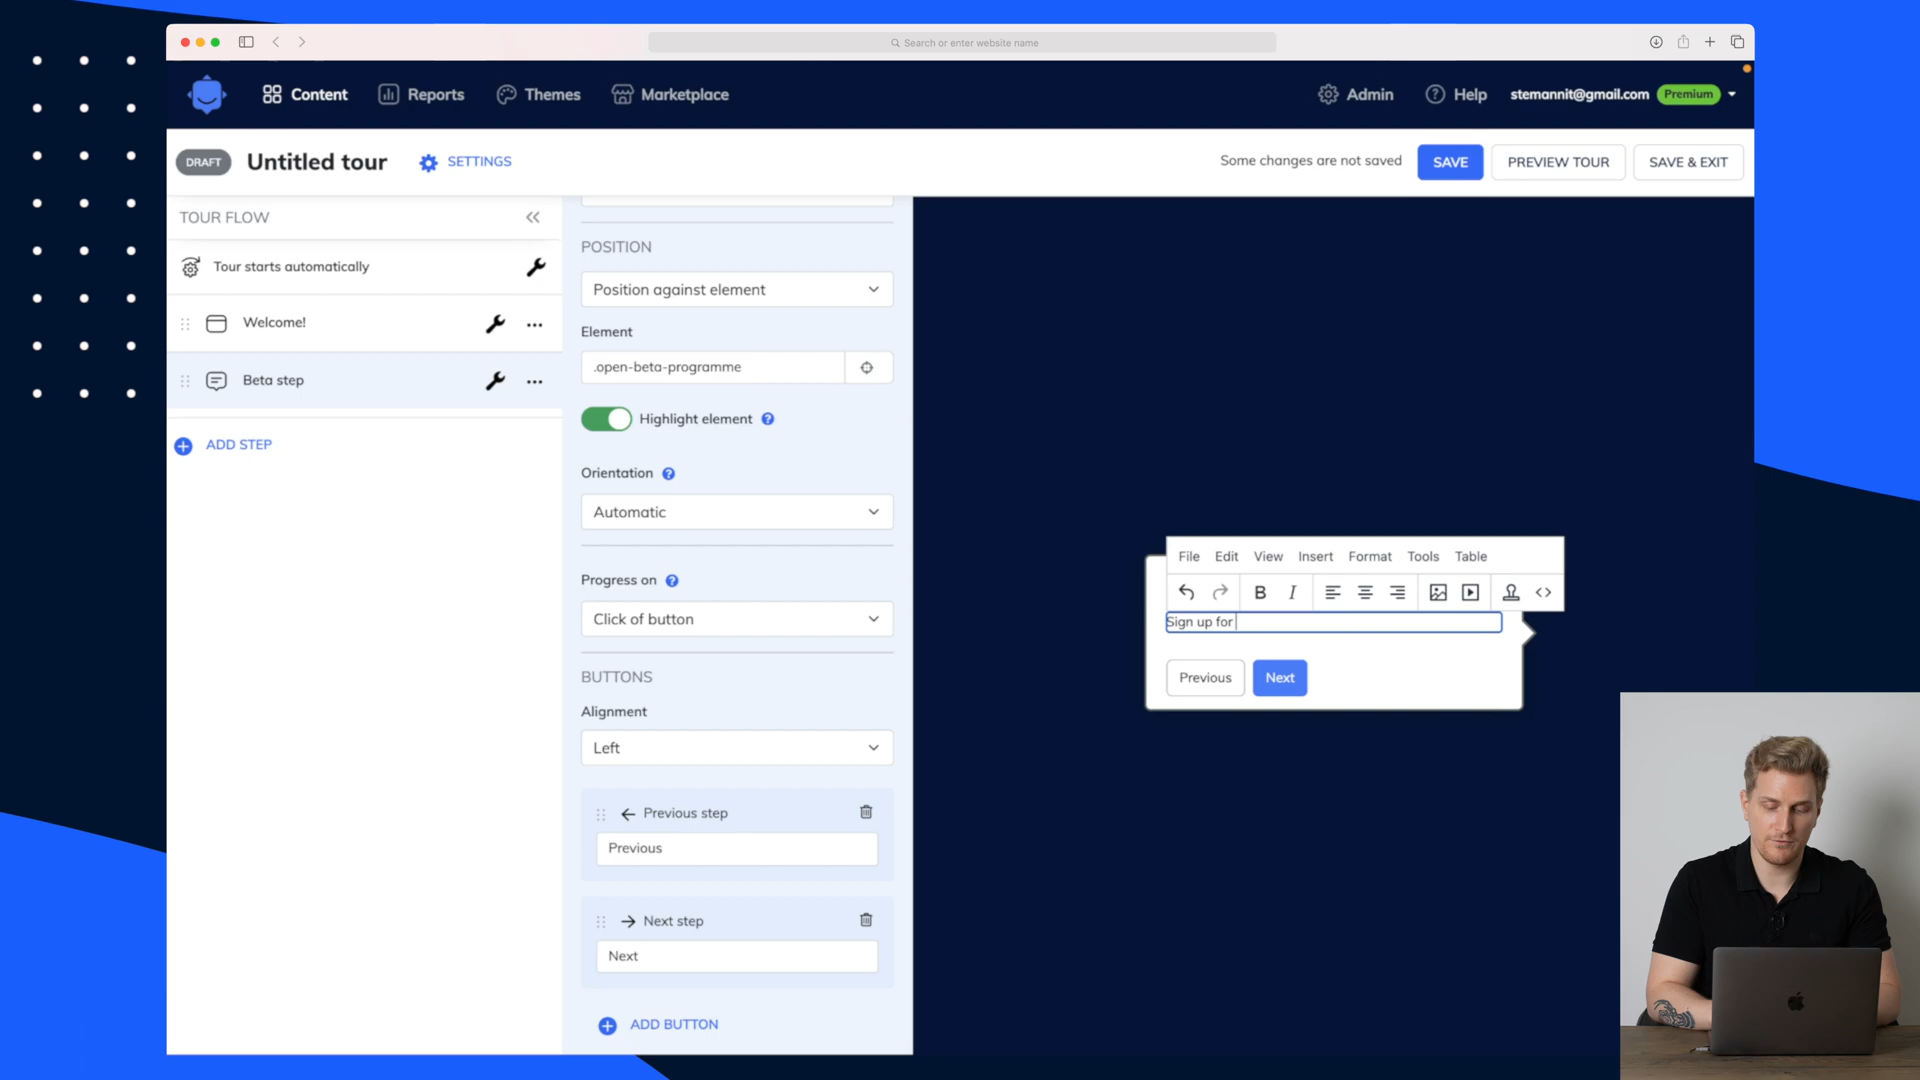 Search or enter website name
Content
Reports
Themes
Marketplace
Admin
Help
stemannit@gmail.com
Premium
DRAFT
Untitled tour
SETTINGS
Some changes are not saved
SAVE
PREVIEW TOUR
SAVE & EXIT
TOUR FLOW
Tour starts automatically
Welcome!
Beta step
ADD STEP
POSITION
Position against element
Element
.open-beta-programme
Highlight element
Orientation
Automatic
Progress on
Click of button
BUTTONS
Alignment
Left
Previous step
Previous
Next step
Next
ADD BUTTON
File Edit View Insert Format Tools Table
B I
Sign up for
Previous
Next